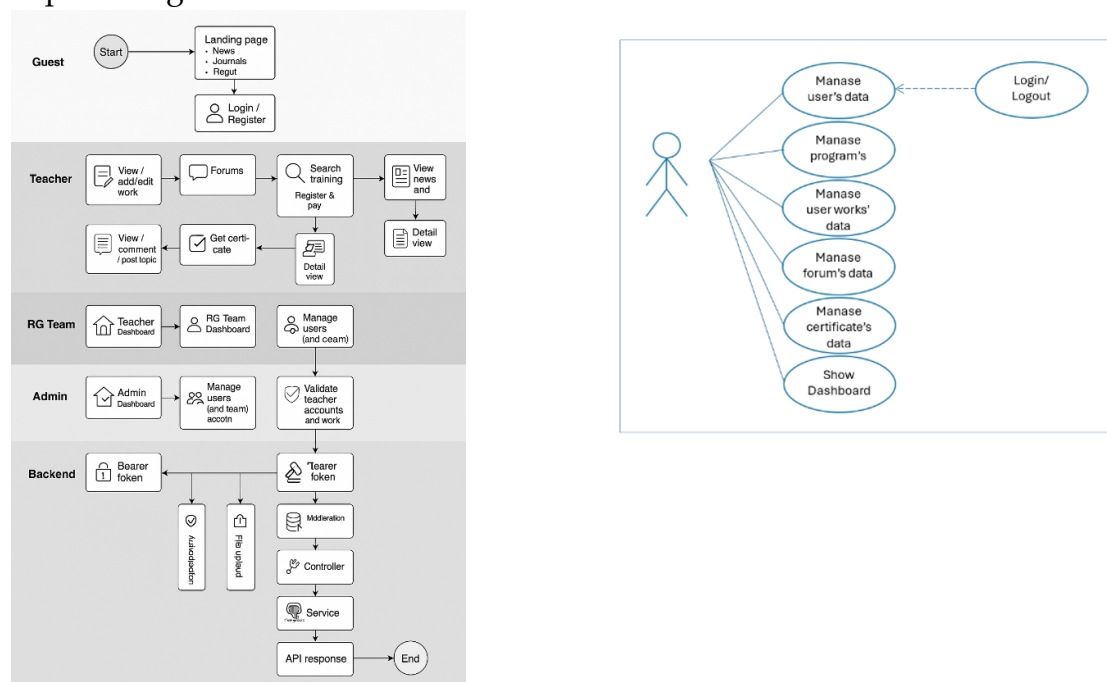 Guest
Start
Landing page
• News
• Journals
• Regut
Login /
Register
Teacher
View /
add/edit
work
Forums
Search
training
Register &
pay
View
news
and
Detail
view
View /
comment
/ post topic
Get certi-
cate
Detail
view
RG Team
Teacher
Dashboard
RG Team
Dashboard
Manage
users
(and ceam)
Admin
Admin
Dashboard
Manage
users
(and team)
accotn
Validate
teacher
accounts
and work
Backend
Bearer
foken
foken
File uplaud
Mddieration
Controller
Service
API response
End
Manase
user's data
Login/
Logout
Manase
program's
Manase
user works'
data
Manase
forum's data
Manase
certificate's
data
Show
Dashboard